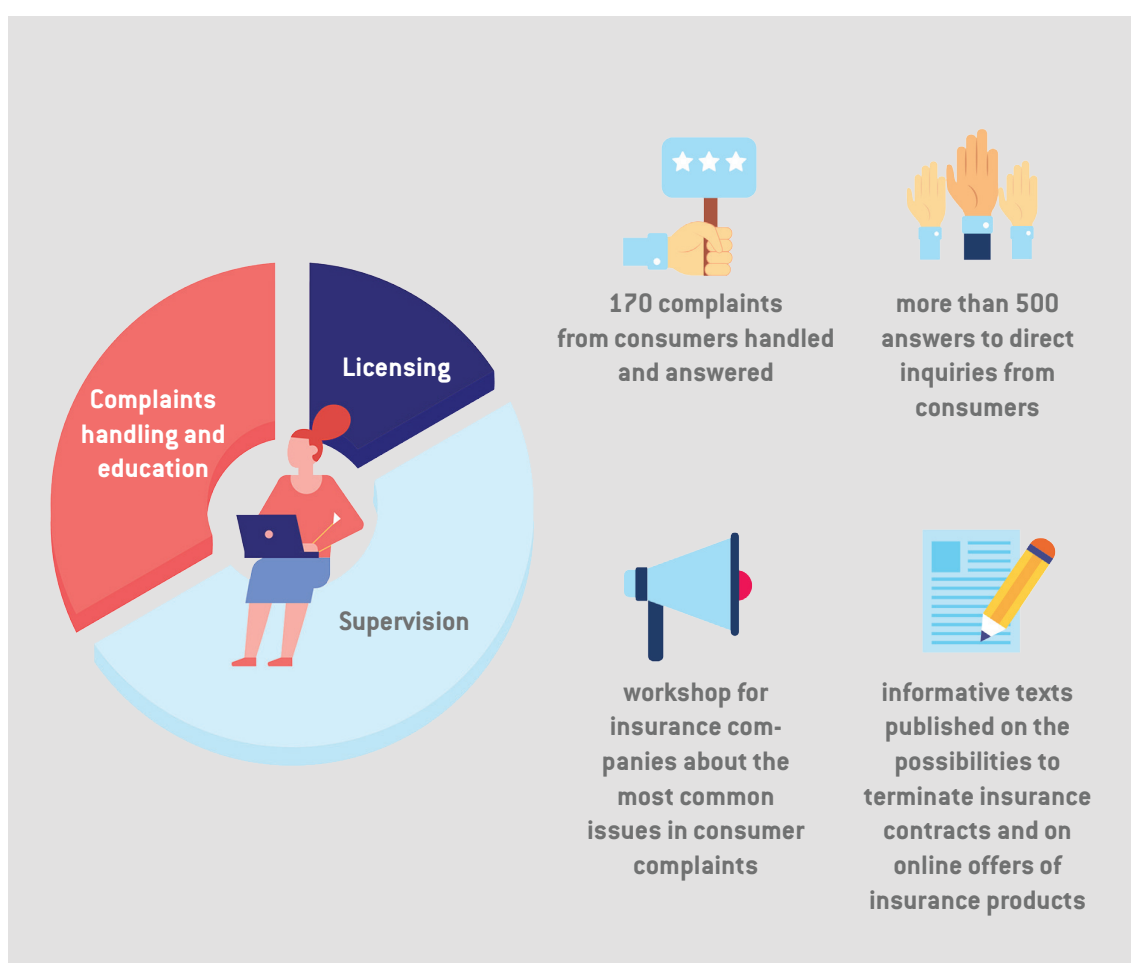 Licensing
Complaints
handling and
education
Supervision
170 complaints
from consumers handled
and answered
more than 500
answers to direct
inquiries from
consumers
workshop for
insurance com-
panies about the
most common
issues in consumer
complaints
informative texts
published on the
possibilities to
terminate insurance
contracts and on
online offers of
insurance products